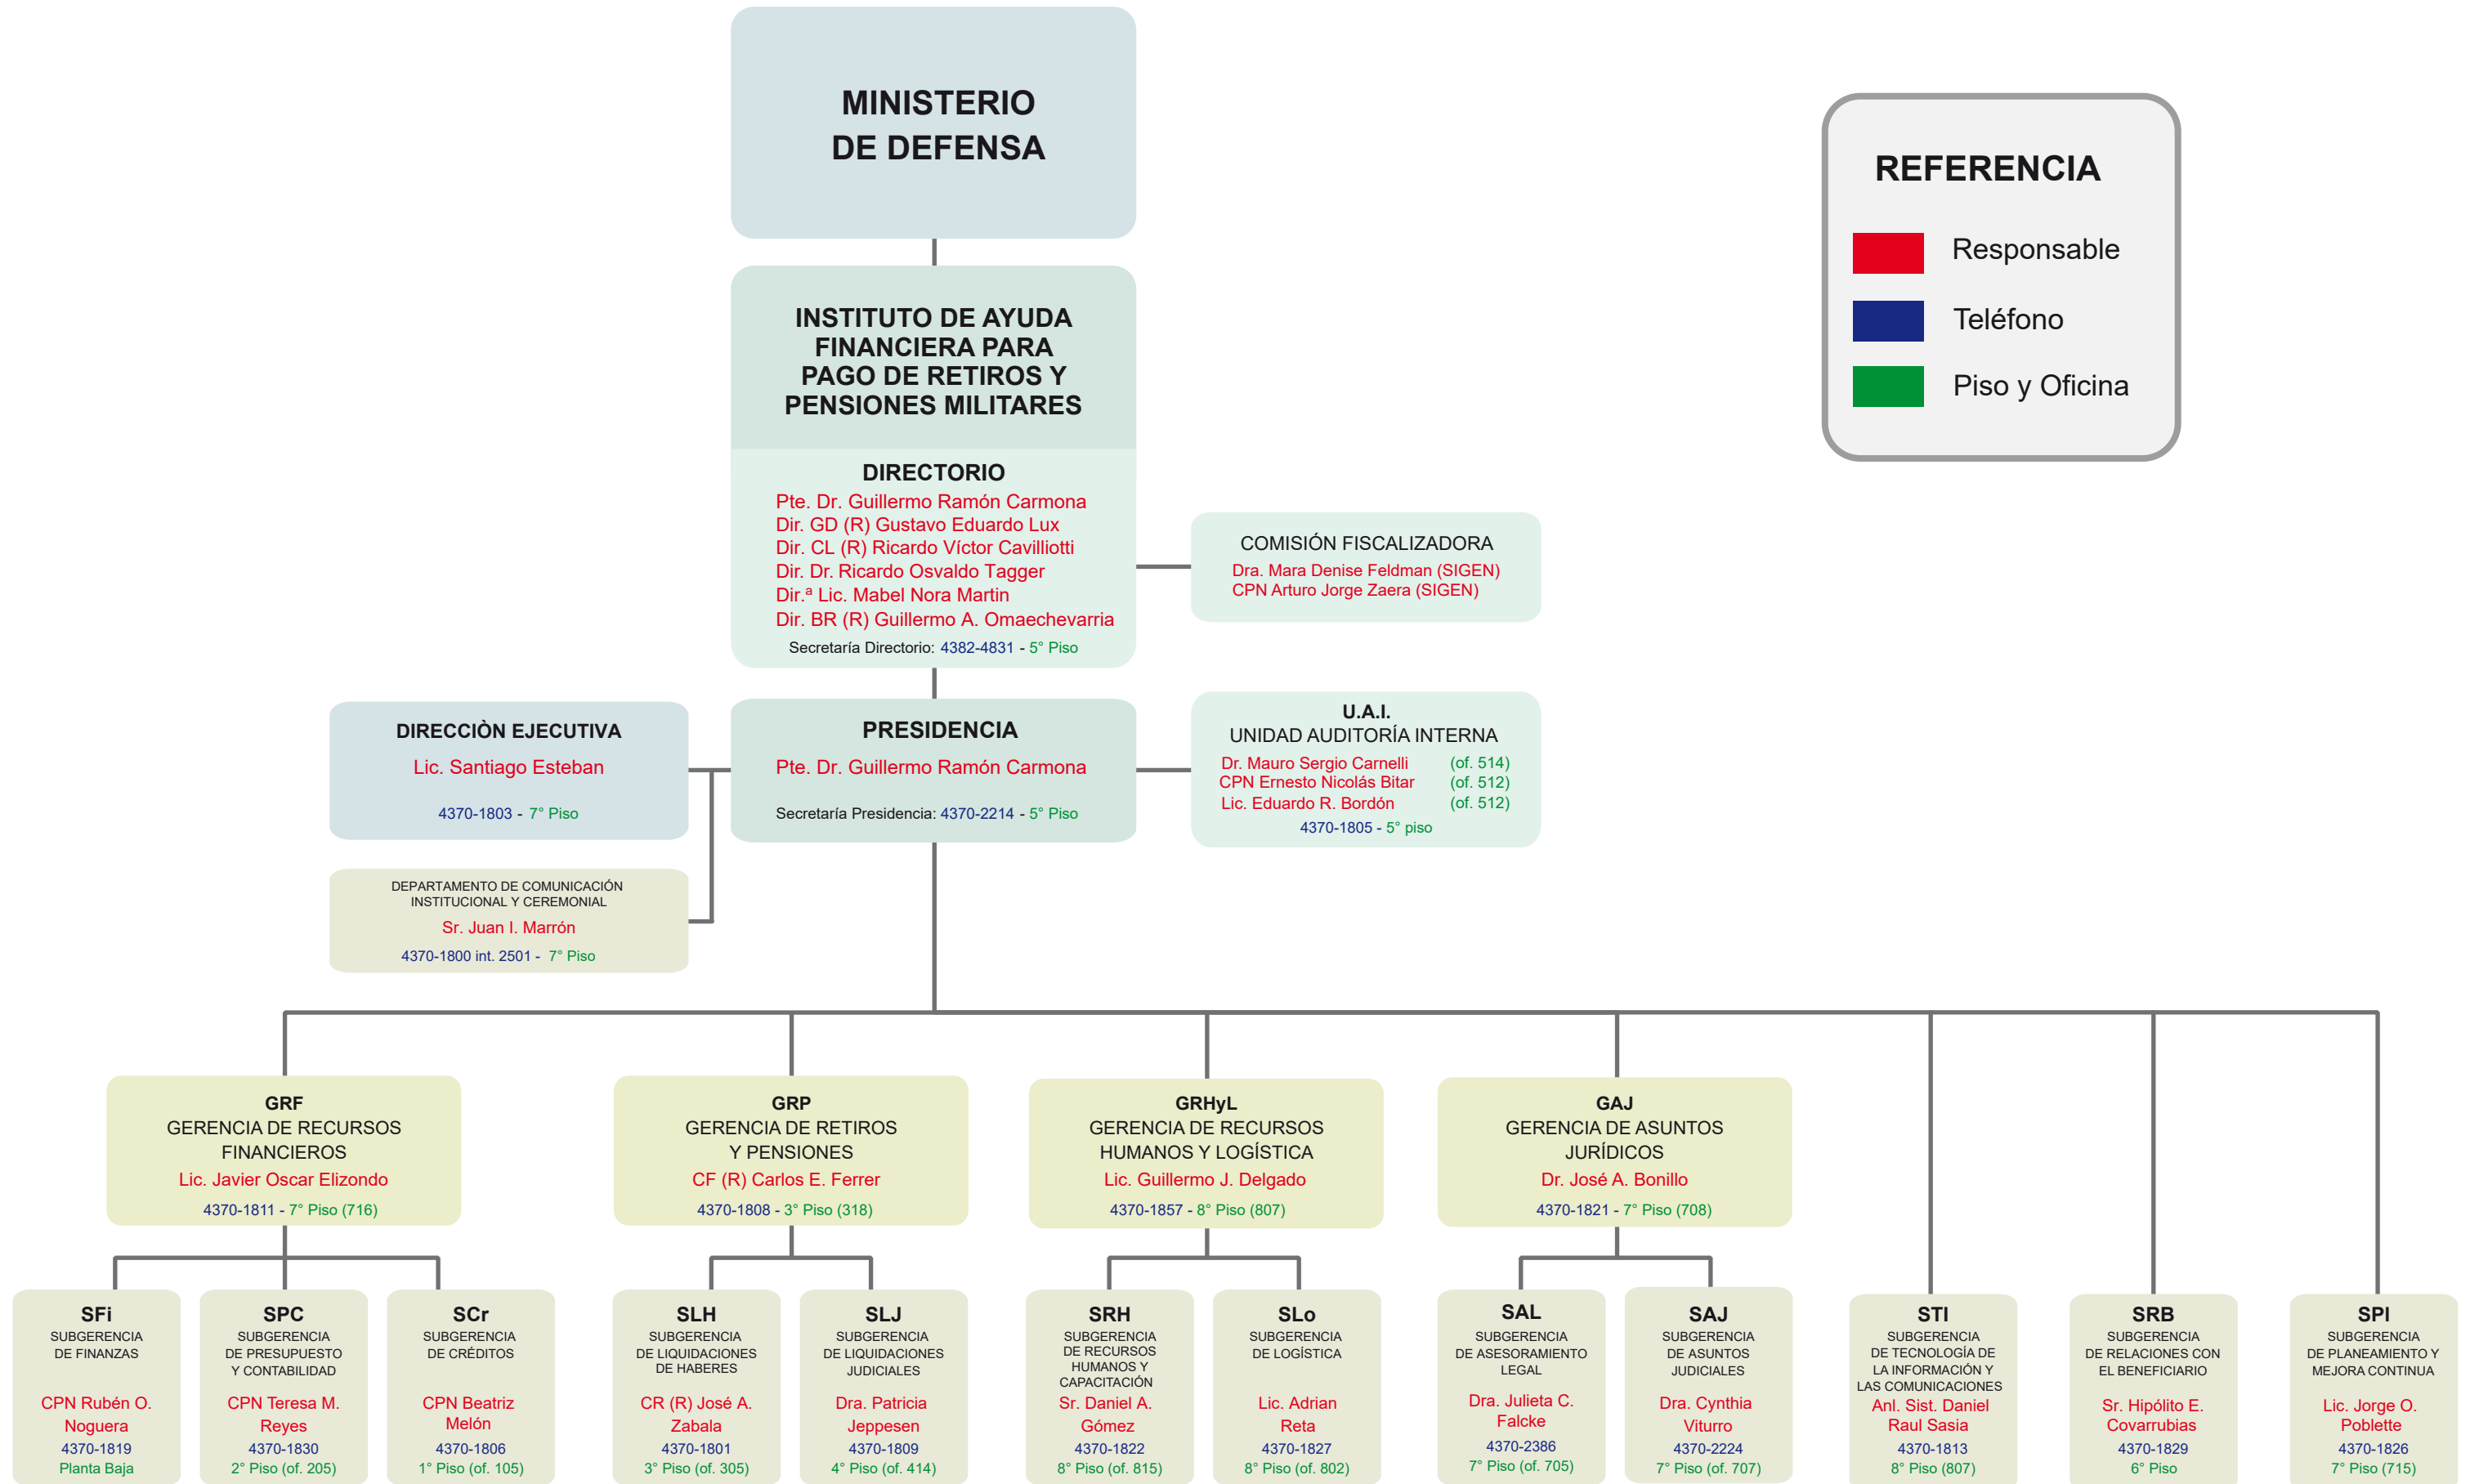 MINISTERIO
DE DEFENSA
REFERENCIA
Responsable
Teléfono
Piso y Oficina
INSTITUTO DE AYUDA
FINANCIERA PARA
PAGO DE RETIROS Y
PENSIONES MILITARES
DIRECTORIO
Pte. Dr. Guillermo Ramón Carmona
Dir. GD (R) Gustavo Eduardo Lux
Dir. CL (R) Ricardo Víctor Cavilliotti
Dir. Dr. Ricardo Osvaldo Tagger
Dir.ª Lic. Mabel Nora Martin
Dir. BR (R) Guillermo A. Omaechevarria
Secretaría Directorio: 4382-4831 - 5° Piso
COMISIÓN FISCALIZADORA
Dra. Mara Denise Feldman (SIGEN)
CPN Arturo Jorge Zaera (SIGEN)
DIRECCIÒN EJECUTIVA
Lic. Santiago Esteban
4370-1803 - 7° Piso
PRESIDENCIA
Pte. Dr. Guillermo Ramón Carmona
Secretaría Presidencia: 4370-2214 - 5° Piso
U.A.I.
UNIDAD AUDITORÍA INTERNA
Dr. Mauro Sergio Carnelli (of. 514)
CPN Ernesto Nicolás Bitar (of. 512)
Lic. Eduardo R. Bordón (of. 512)
4370-1805 - 5° piso
DEPARTAMENTO DE COMUNICACIÓN
INSTITUCIONAL Y CEREMONIAL
Sr. Juan I. Marrón
4370-1800 int. 2501 - 7° Piso
GRF
GERENCIA DE RECURSOS
FINANCIEROS
Lic. Javier Oscar Elizondo
4370-1811 - 7° Piso (716)
GRP
GERENCIA DE RETIROS
Y PENSIONES
CF (R) Carlos E. Ferrer
4370-1808 - 3° Piso (318)
GRHyL
GERENCIA DE RECURSOS
HUMANOS Y LOGÍSTICA
Lic. Guillermo J. Delgado
4370-1857 - 8° Piso (807)
GAJ
GERENCIA DE ASUNTOS
JURÍDICOS
Dr. José A. Bonillo
4370-1821 - 7° Piso (708)
SFi
SUBGERENCIA
DE FINANZAS
CPN Rubén O.
Noguera
4370-1819
Planta Baja
SPC
SUBGERENCIA
DE PRESUPUESTO
Y CONTABILIDAD
CPN Teresa M.
Reyes
4370-1830
2° Piso (of. 205)
SCr
SUBGERENCIA
DE CRÉDITOS
CPN Beatriz
Melón
4370-1806
1° Piso (of. 105)
SLH
SUBGERENCIA
DE LIQUIDACIONES
DE HABERES
CR (R) José A.
Zabala
4370-1801
3° Piso (of. 305)
SLJ
SUBGERENCIA
DE LIQUIDACIONES
JUDICIALES
Dra. Patricia
Jeppesen
4370-1809
4° Piso (of. 414)
SRH
SUBGERENCIA
DE RECURSOS
HUMANOS Y
CAPACITACIÓN
Sr. Daniel A.
Gómez
4370-1822
8° Piso (of. 815)
SLo
SUBGERENCIA
DE LOGÍSTICA
Lic. Adrian
Reta
4370-1827
8° Piso (of. 802)
SAL
SUBGERENCIA
DE ASESORAMIENTO
LEGAL
Dra. Julieta C.
Falcke
4370-2386
7° Piso (of. 705)
SAJ
SUBGERENCIA
DE ASUNTOS
JUDICIALES
Dra. Cynthia
Viturro
4370-2224
7° Piso (of. 707)
STI
SUBGERENCIA
DE TECNOLOGÍA DE
LA INFORMACIÓN Y
LAS COMUNICACIONES
Anl. Sist. Daniel
Raul Sasia
4370-1813
8° Piso (807)
SRB
SUBGERENCIA
DE RELACIONES CON
EL BENEFICIARIO
Sr. Hipólito E.
Covarrubias
4370-1829
6° Piso
SPI
SUBGERENCIA
DE PLANEAMIENTO Y
MEJORA CONTINUA
Lic. Jorge O.
Poblette
4370-1826
7° Piso (715)